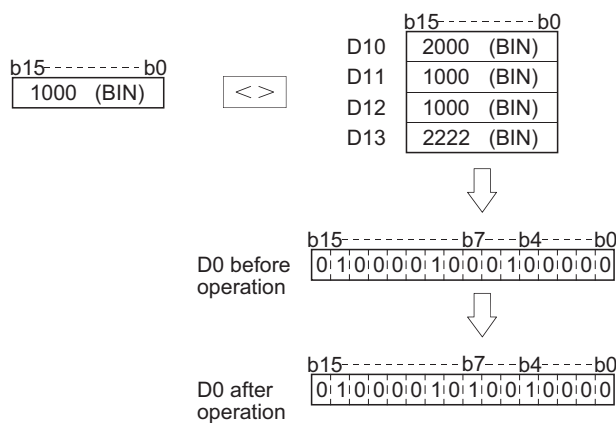 b15-------b0
1000 (BIN)
<>
b15-------b0
D10 2000 (BIN)
D11 1000 (BIN)
D12 1000 (BIN)
D13 2222 (BIN)
b15------------b7----b4-----b0
D0 before 0 1 0 0 0 0 1 0 0 0 1 0 0 0 0 0
operation
b15------------b7----b4-----b0
D0 after 0 1 0 0 0 0 1 0 1 0 0 1 0 0 0 0
operation